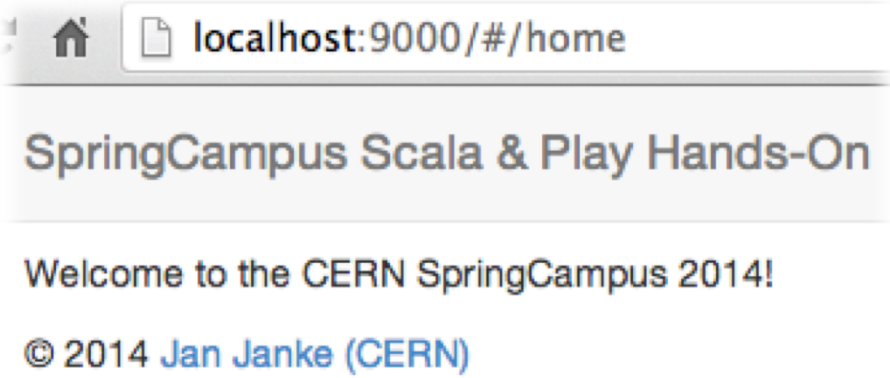 localhost:9000/#/home
SpringCampus Scala & Play Hands-On
Welcome to the CERN SpringCampus 2014!
© 2014 Jan Janke (CERN)